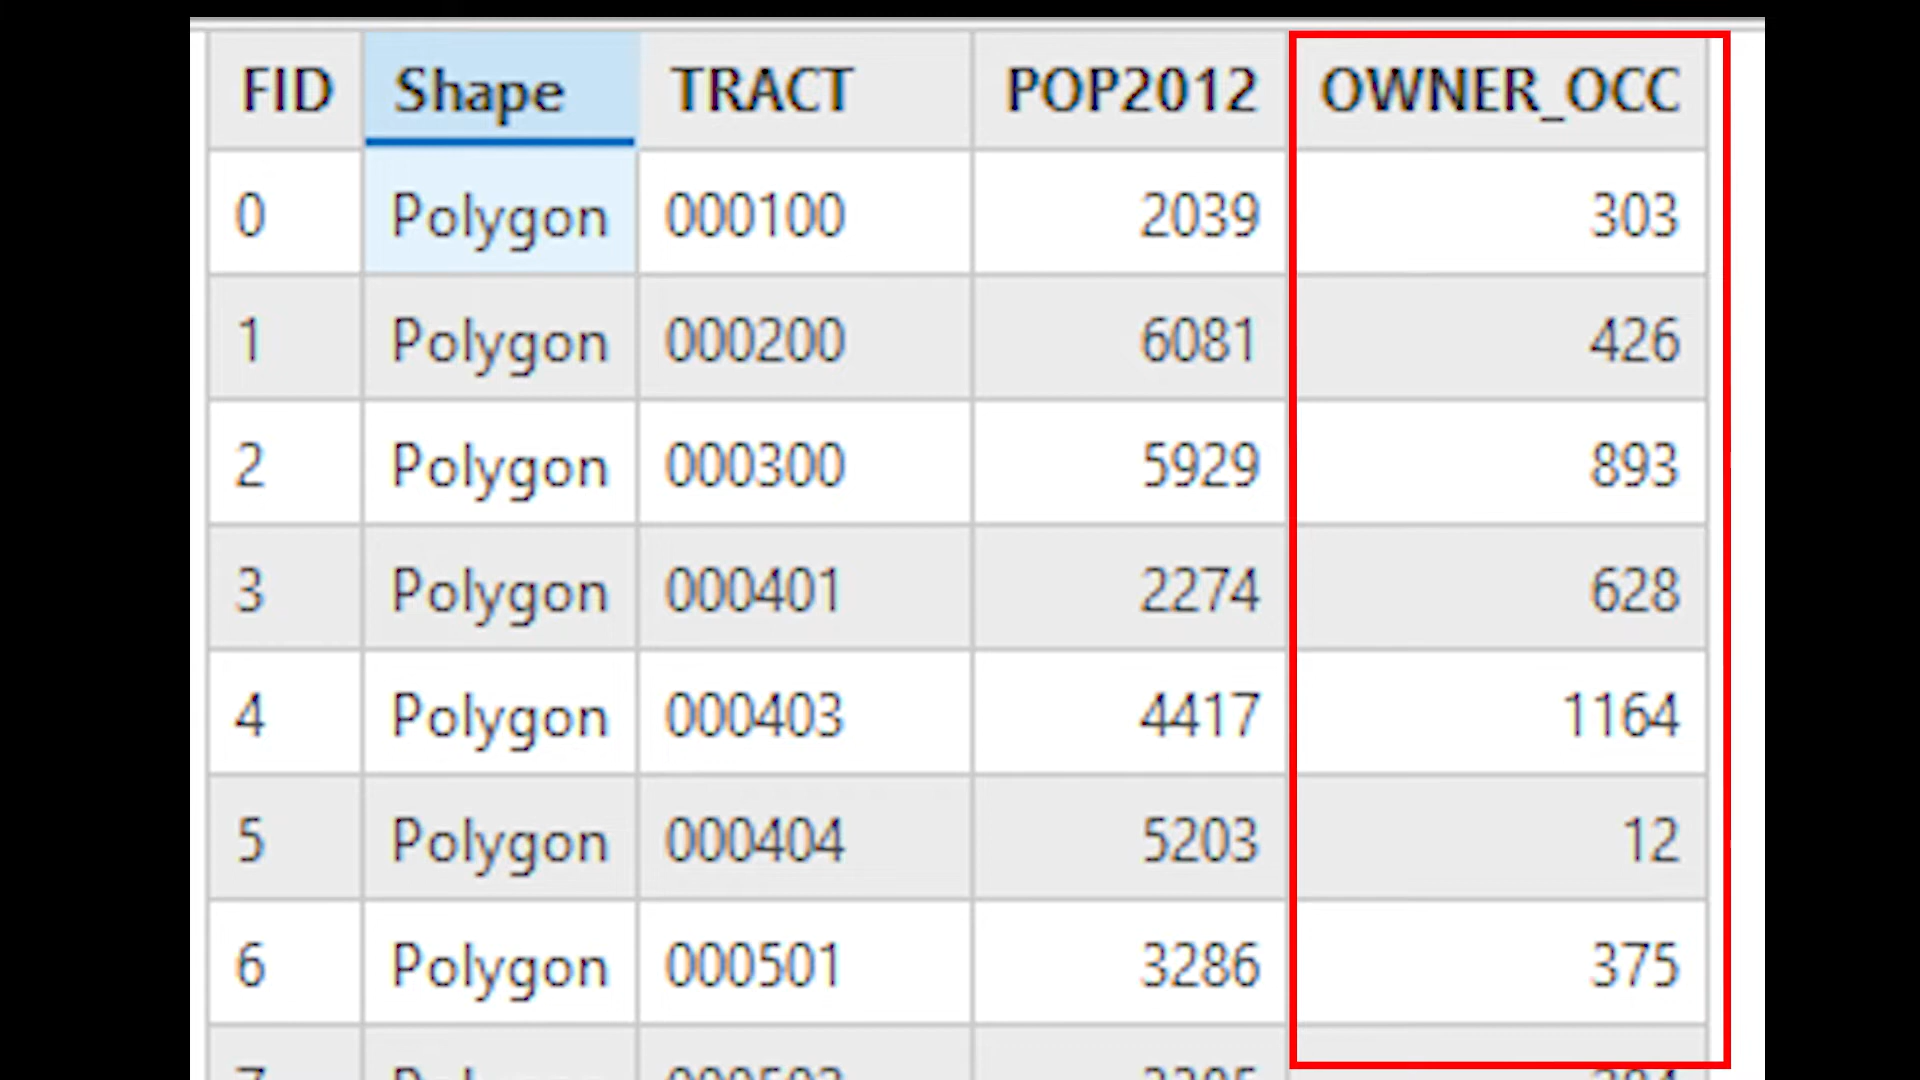 FID Shape TRACT POP2012 OWNER_OCC
0 Polygon 000100 2039 303
1 Polygon 000200 6081 426
2 Polygon 000300 5929 893
3 Polygon 000401 2274 628
4 Polygon 000403 4417 1164
5 Polygon 000404 5203 12
6 Polygon 000501 3286 375